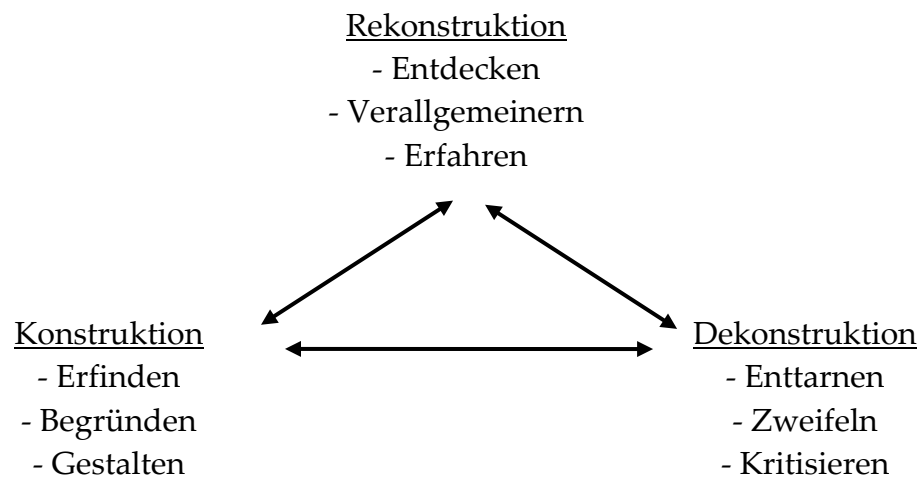 Rekonstruktion
- Entdecken
- Verallgemeinern
- Erfahren
Konstruktion
- Erfinden
- Begründen
- Gestalten
Dekonstruktion
- Enttarnen
- Zweifeln
- Kritisieren